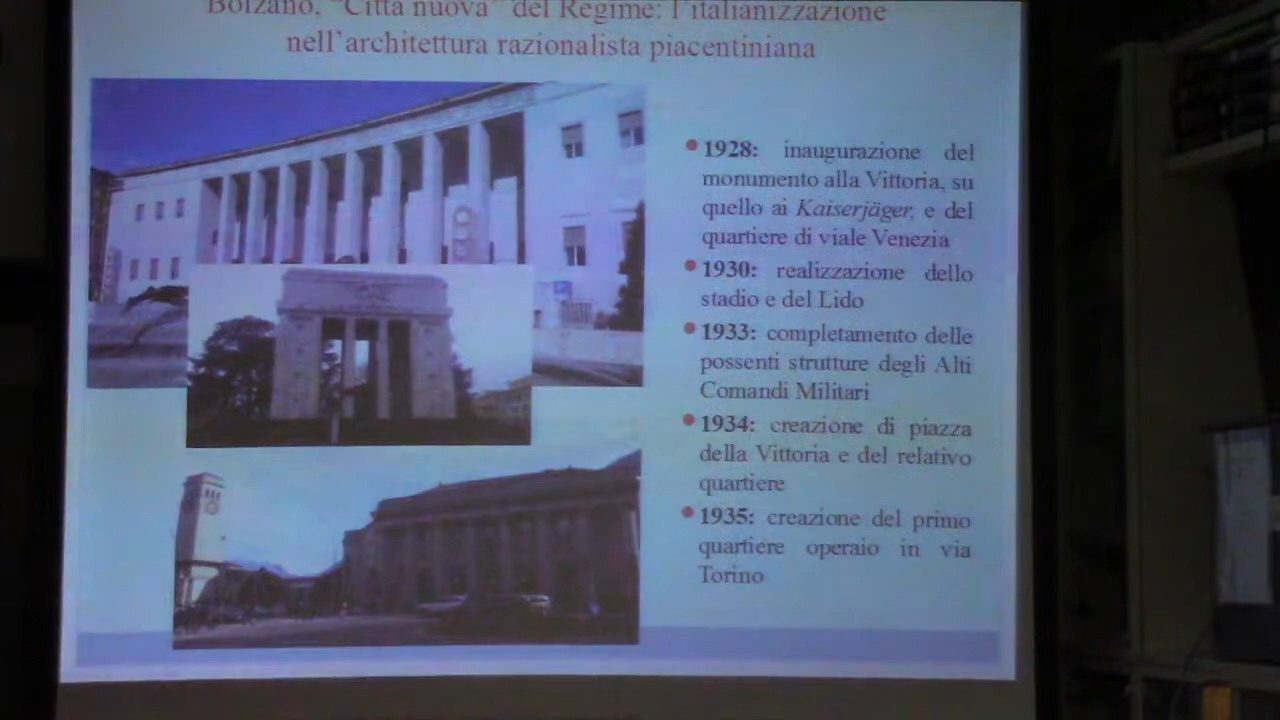 Bolzano, "Città nuova" del Regime: l'italianizzazione
nell'architettura razionalista piacentiniana
1928: inaugurazione del
monumento alla Vittoria, su
quello ai Kaiserjäger, e del
quartiere di viale Venezia
1930: realizzazione dello
stadio e del Lido
1933: completamento delle
possenti strutture degli Alti
Comandi Militari
1934: creazione di piazza
della Vittoria e del relativo
quartiere
1935: creazione del primo
quartiere operaio in via
Torino